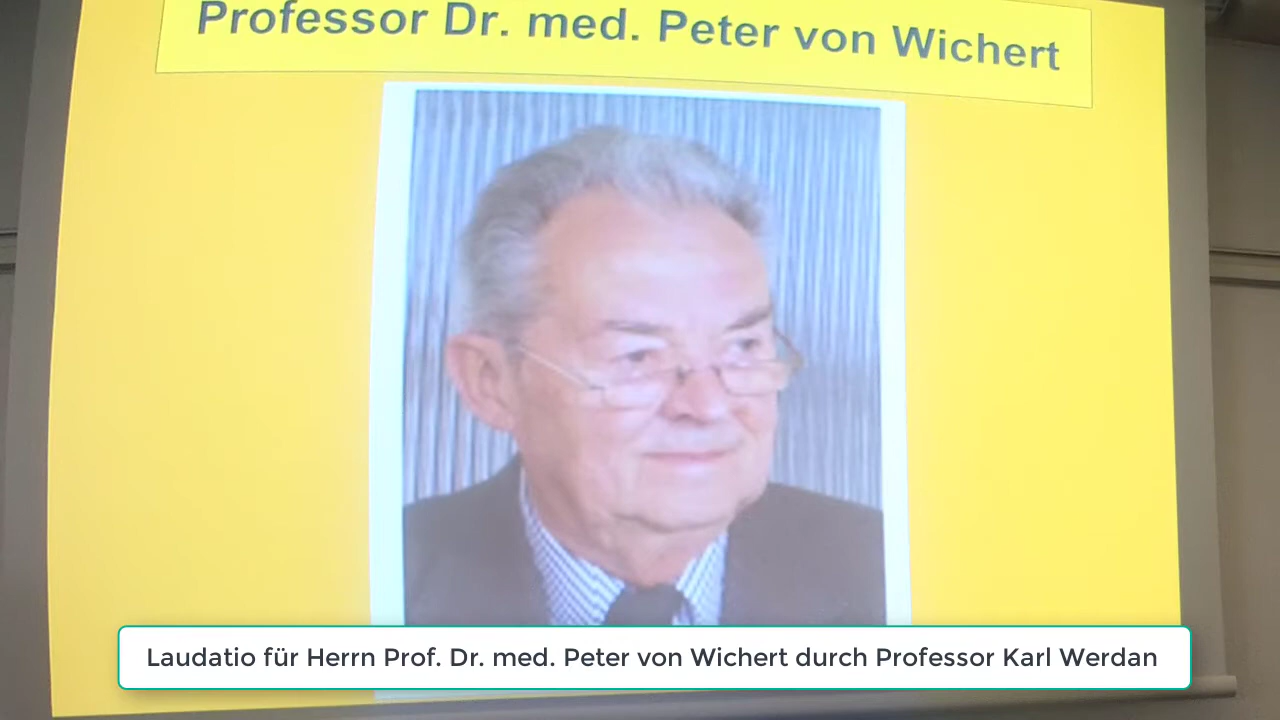 Professor Dr. med. Peter von Wichert
Laudatio für Herrn Prof. Dr. med. Peter von Wichert durch Professor Karl Werdan